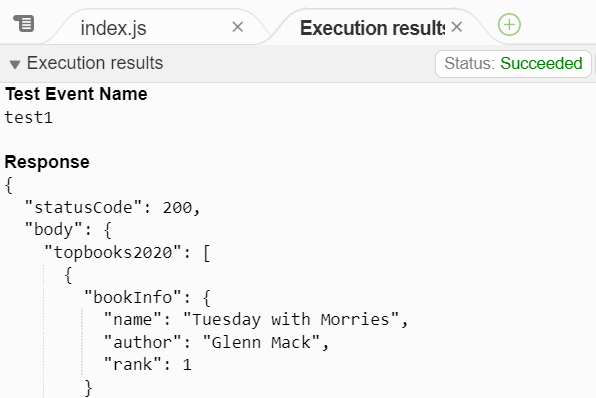 index.js
Execution results
Execution results
Status: Succeeded
Test Event Name
test1
Response
{
  "statusCode": 200,
  "body": {
    "topbooks2020": [
      {
        "bookInfo": {
          "name": "Tuesday with Morries",
          "author": "Glenn Mack",
          "rank": 1
        }